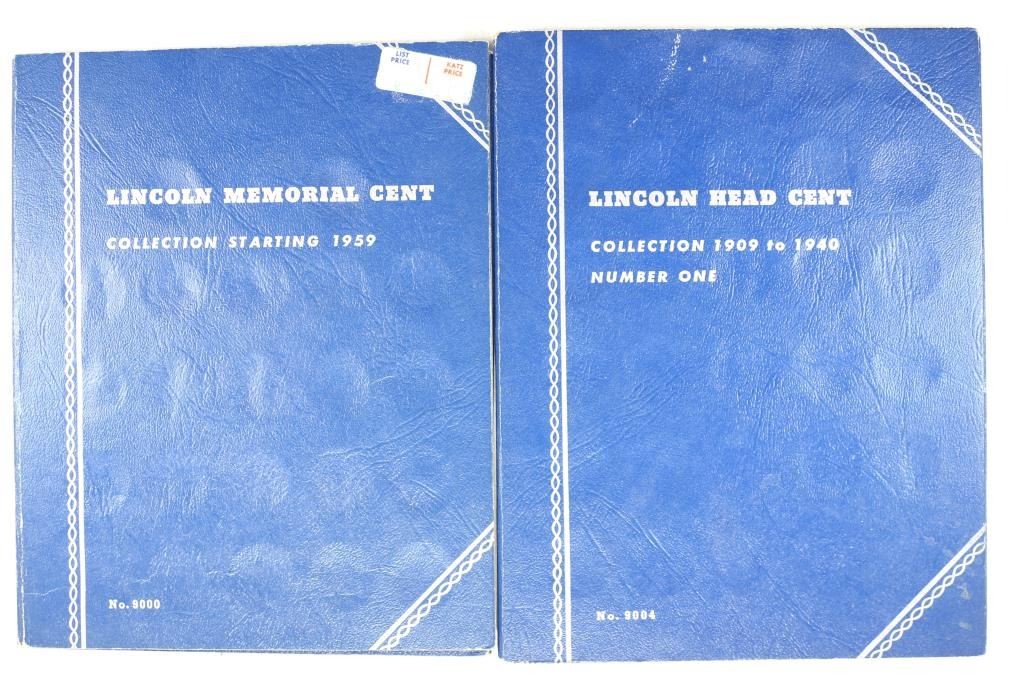 LIST PRICE
KATZ PRICE
LINCOLN MEMORIAL CENT
COLLECTION STARTING 1959
No. 9000
LINCOLN HEAD CENT
COLLECTION 1909 to 1940
NUMBER ONE
No. 9004